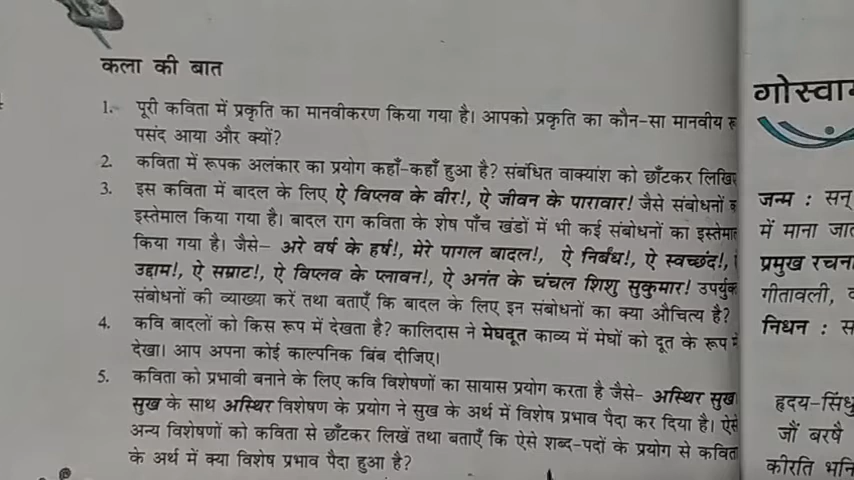 कला की बात
1. पूरी कविता में प्रकृति का मानवीकरण किया गया है। आपको प्रकृति का कौन-सा मानवीय
पसंद आया और क्यों?
2. कविता में रूपक अलंकार का प्रयोग कहाँ-कहाँ हुआ है? संबंधित वाक्यांश को छाँटकर
3. इस कविता में बादल के लिए ऐ विप्लव के वीर!, ऐ जीवन के पारावार! जैसे संबोधनों
इस्तेमाल किया गया है। बादल राग कविता के शेष पाँच खंडों में भी कई संबोधनों का
किया गया है। जैसे- अरे वर्ष के हर्ष!, मेरे पागल बादल!, ऐ निर्बंध!, ऐ स्वच्छंद!,
उद्दाम!, ऐ सम्राट!, ऐ विप्लव के प्लावन!, ऐ अनंत के चंचल शिशु सुकुमार!
संबोधनों की व्याख्या करें तथा बताएँ कि बादल के लिए इन संबोधनों का क्या औचित्य है?
4. कवि बादलों को किस रूप में देखता है? कालिदास ने मेघदूत काव्य में मेघों को दूत के रूप
देखा। आप अपना कोई काल्पनिक बिंब दीजिए।
5. कविता को प्रभावी बनाने के लिए कवि विशेषणों का सायास प्रयोग करता है जैसे- अस्थिर सुख
सुख के साथ अस्थिर विशेषण के प्रयोग ने सुख के अर्थ में विशेष प्रभाव पैदा कर दिया है। ऐसे
अन्य विशेषणों को कविता से छाँटकर लिखें तथा बताएँ कि ऐसे शब्द-पदों के प्रयोग से
के अर्थ में क्या विशेष प्रभाव पैदा हुआ है?
जन्म : सन्
में माना
प्रमुख
गीतावली,
निधन :
जौं बरषै
कीरति